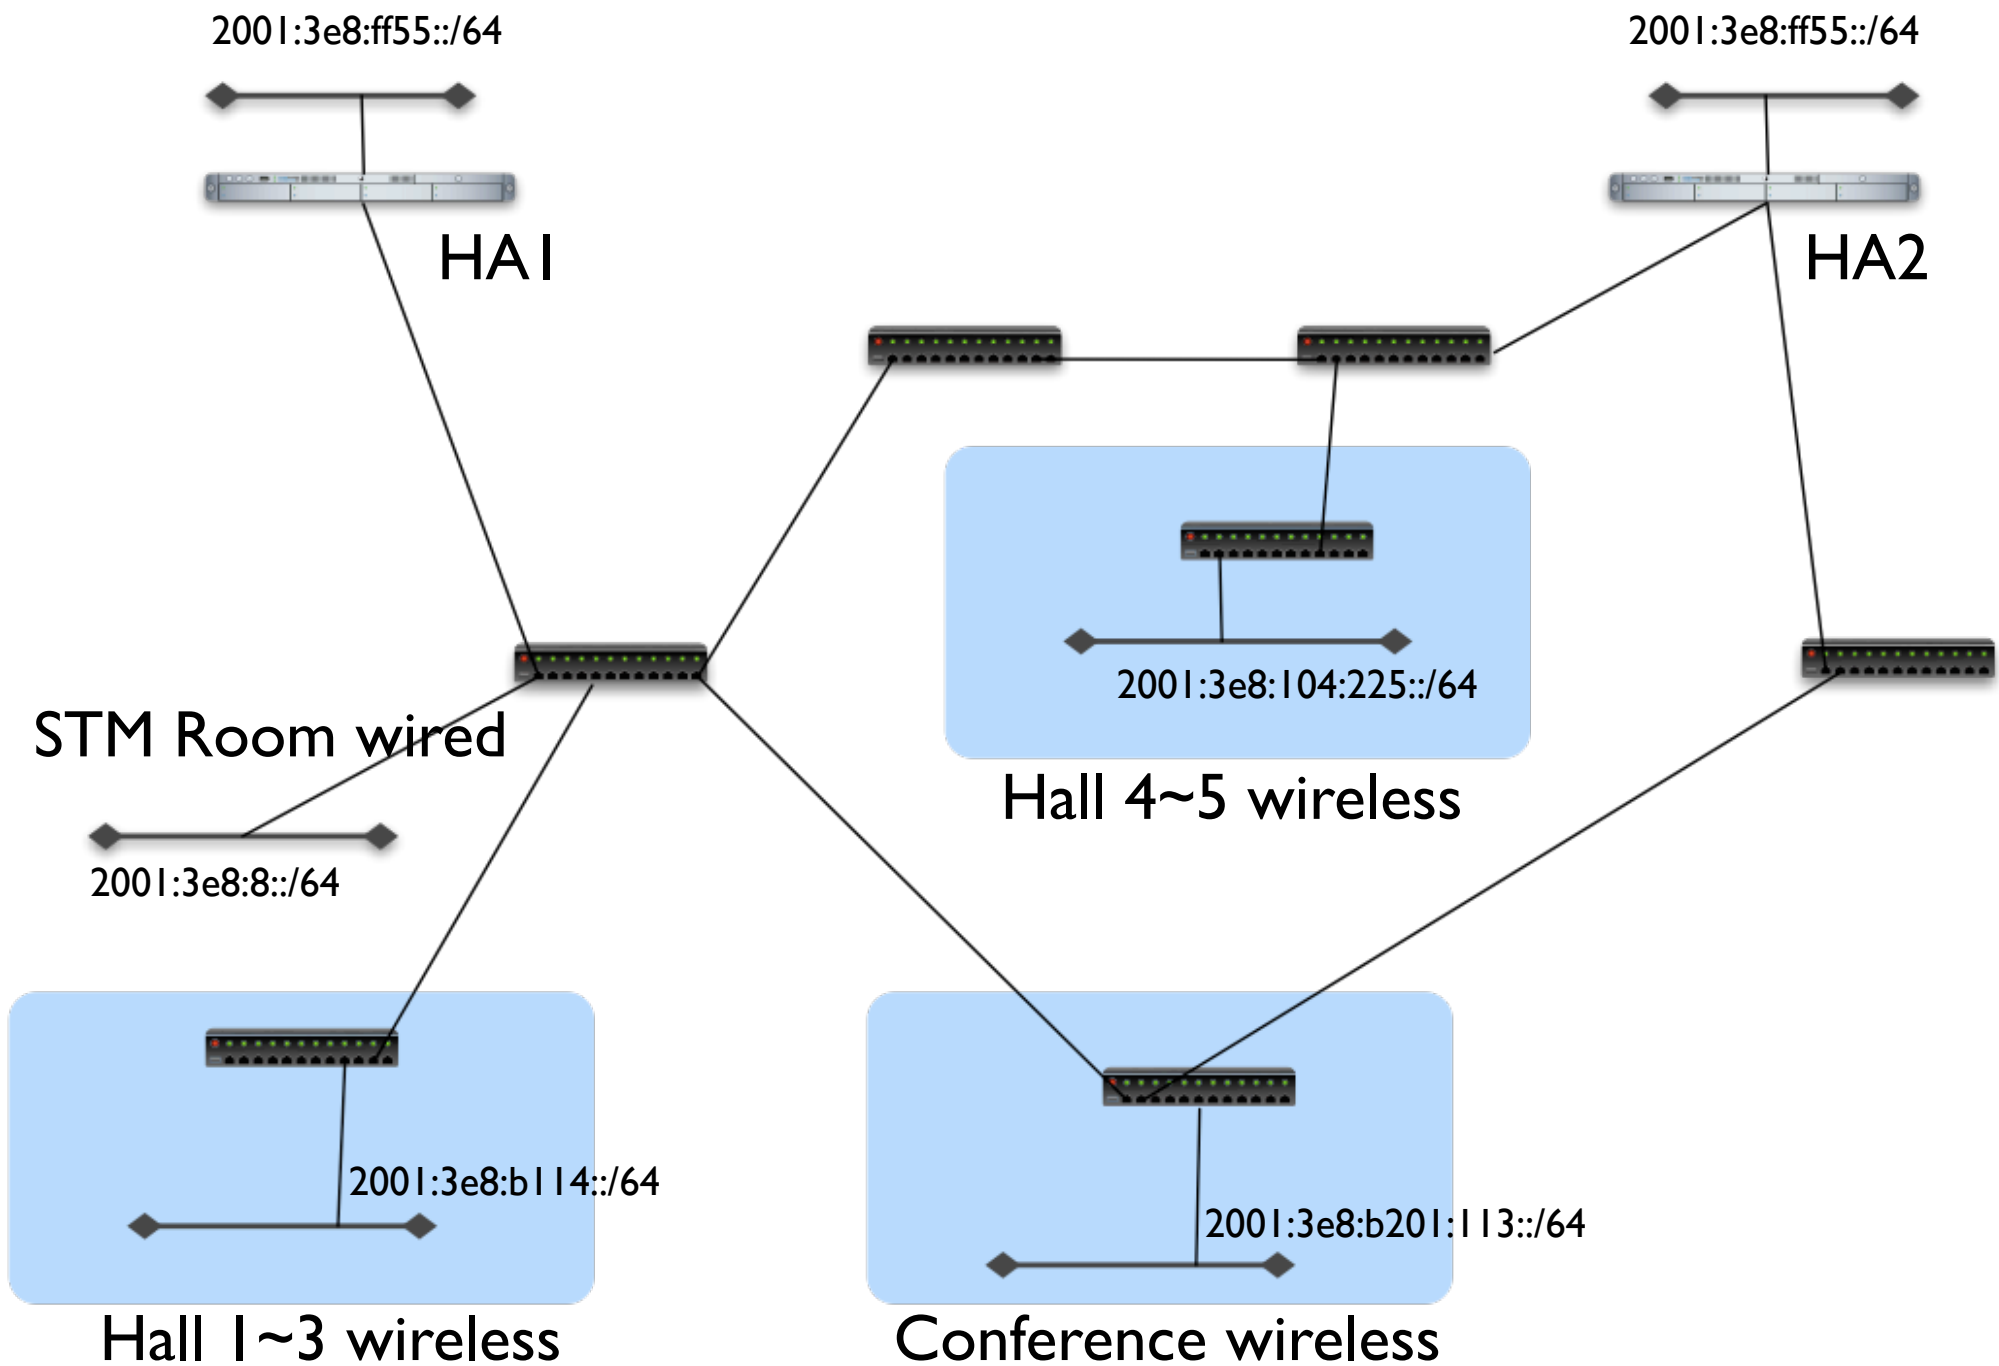 2001:3e8:ff55::/64
2001:3e8:ff55::/64
HA1
HA2
2001:3e8:104:225::/64
STM Room wired
Hall 4~5 wireless
2001:3e8:8::/64
2001:3e8:b114::/64
2001:3e8:b201:113::/64
Hall 1~3 wireless
Conference wireless